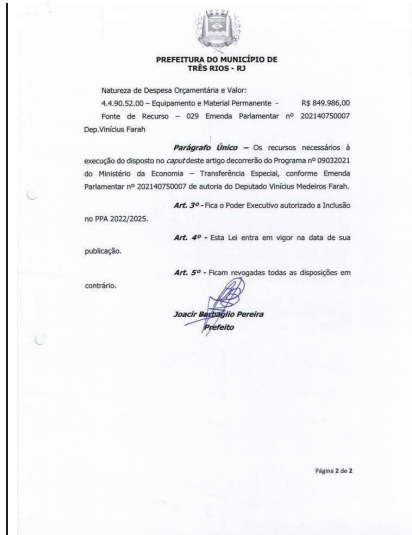 PREFEITURA DO MUNICÍPIO DE
TRÊS RIOS - RJ
Natureza de Despesa Orçamentária e Valor:
4.4.90.52.00 – Equipamento e Material Permanente - R$ 849.986,00
Fonte de Recurso – 029 Emenda Parlamentar nº 202140750007
Dep.Vinícius Farah
Parágrafo Único – Os recursos necessários à
execução do disposto no caput deste artigo decorrerão do Programa nº 09032021
do Ministério da Economia – Transferência Especial, conforme Emenda
Parlamentar nº 202140750007 de autoria do Deputado Vinícius Medeiros Farah.
Art. 3º - Fica o Poder Executivo autorizado a Inclusão
no PPA 2022/2025.
Art. 4º - Esta Lei entra em vigor na data de sua
publicação.
Art. 5º - Ficam revogadas todas as disposições em
contrário.
Joacir Barbaglio Pereira
Prefeito
Página 2 de 2